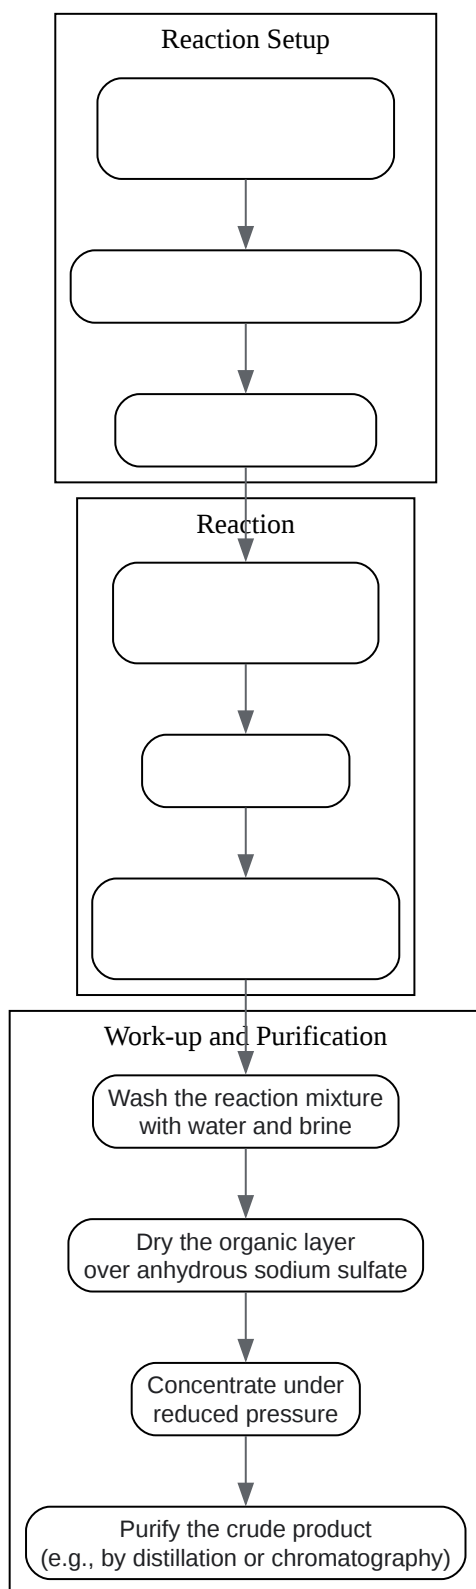 Reaction Setup
Reaction
Work-up and Purification
Wash the reaction mixture
with water and brine
Dry the organic layer
over anhydrous sodium sulfate
Concentrate under
reduced pressure
Purify the crude product
(e.g., by distillation or chromatography)